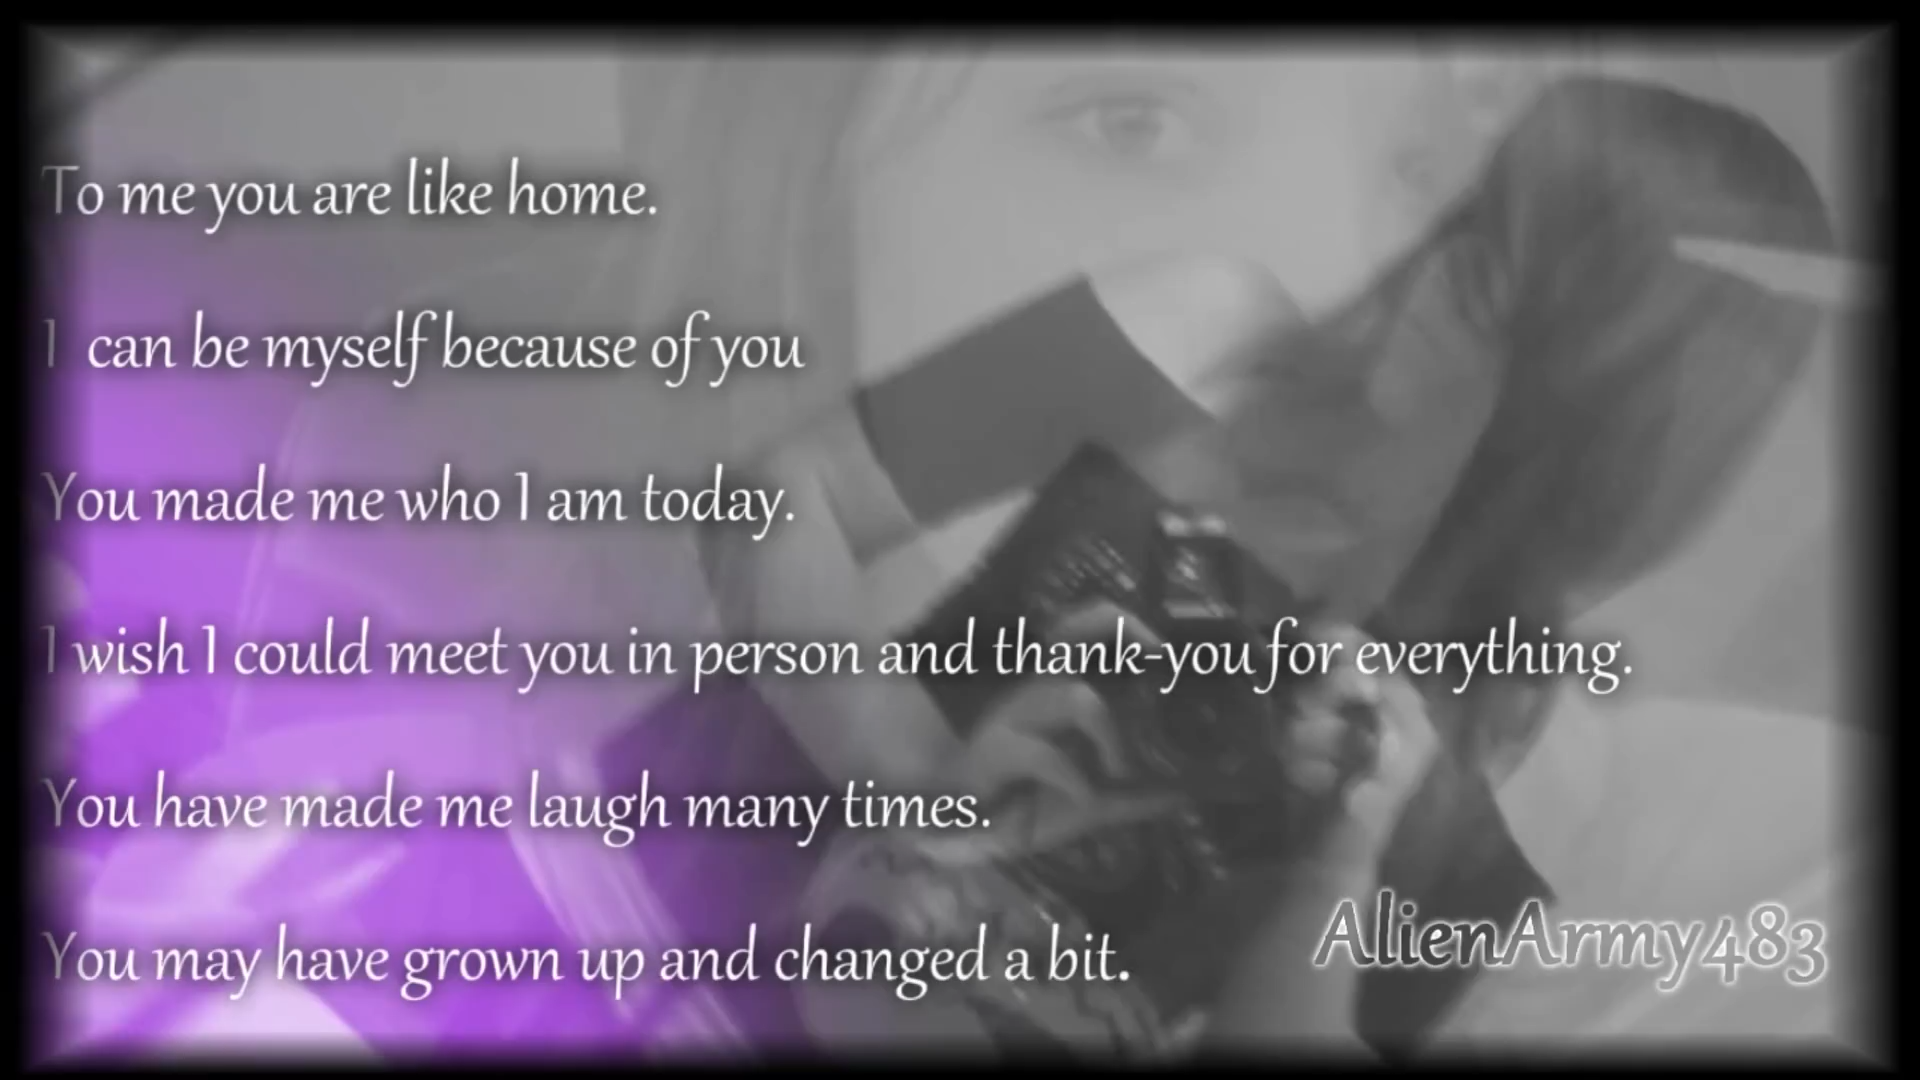 To me you are like home.
I can be myself because of you
You made me who I am today.
I wish I could meet you in person and thank-you for everything.
You have made me laugh many times.
You may have grown up and changed a bit.
AlienArmy483